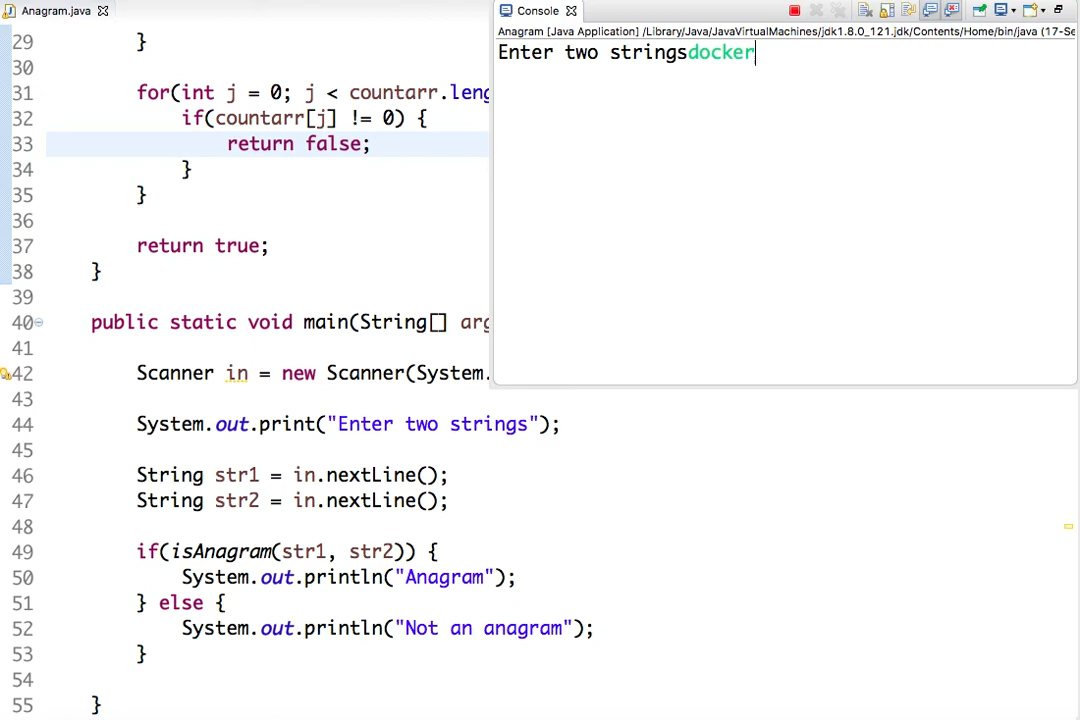 Anagram.java
Console
Anagram [Java Application] /Library/Java/JavaVirtualMachines/jdk1.8.0_121.jdk/Contents/Home/bin/java (17-Se
Enter two stringsdocker
29 }
30
31 for(int j = 0; j < countarr.leng
32 if(countarr[j] != 0) {
33 return false;
34 }
35 }
36
37 return true;
38 }
39
40 public static void main(String[] arg
41
42 Scanner in = new Scanner(System.
43
44 System.out.print("Enter two strings");
45
46 String str1 = in.nextLine();
47 String str2 = in.nextLine();
48
49 if(isAnagram(str1, str2)) {
50 System.out.println("Anagram");
51 } else {
52 System.out.println("Not an anagram");
53 }
54
55 }